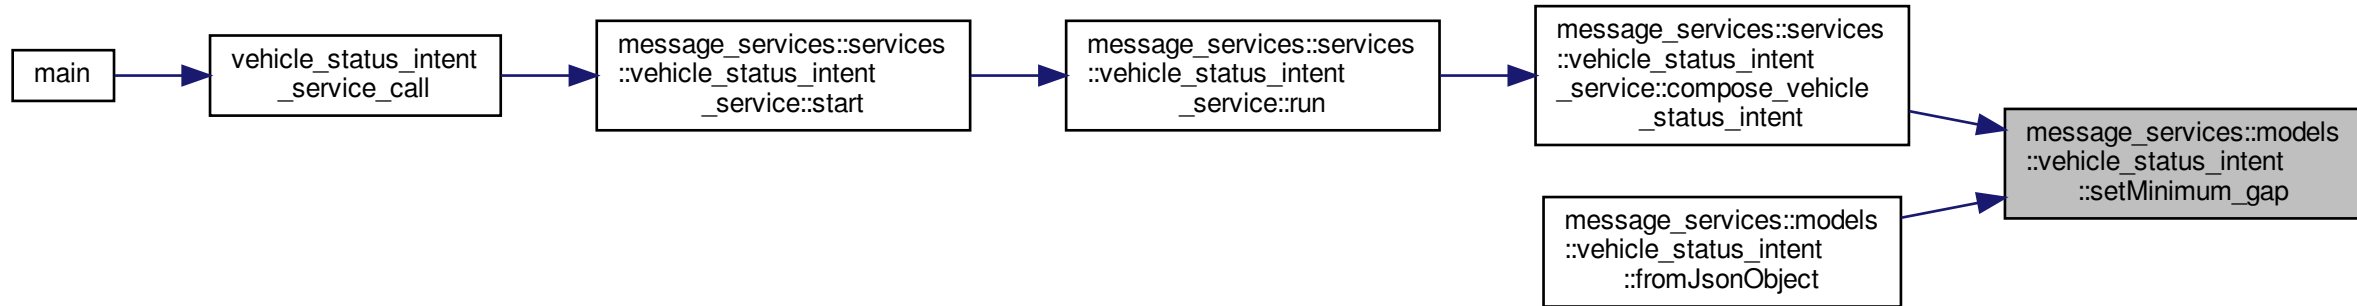 main
vehicle_status_intent
_service_call
message_services::services
::vehicle_status_intent
_service::start
message_services::services
::vehicle_status_intent
_service::run
message_services::services
::vehicle_status_intent
_service::compose_vehicle
_status_intent
message_services::models
::vehicle_status_intent
::fromJsonObject
message_services::models
::vehicle_status_intent
::setMinimum_gap